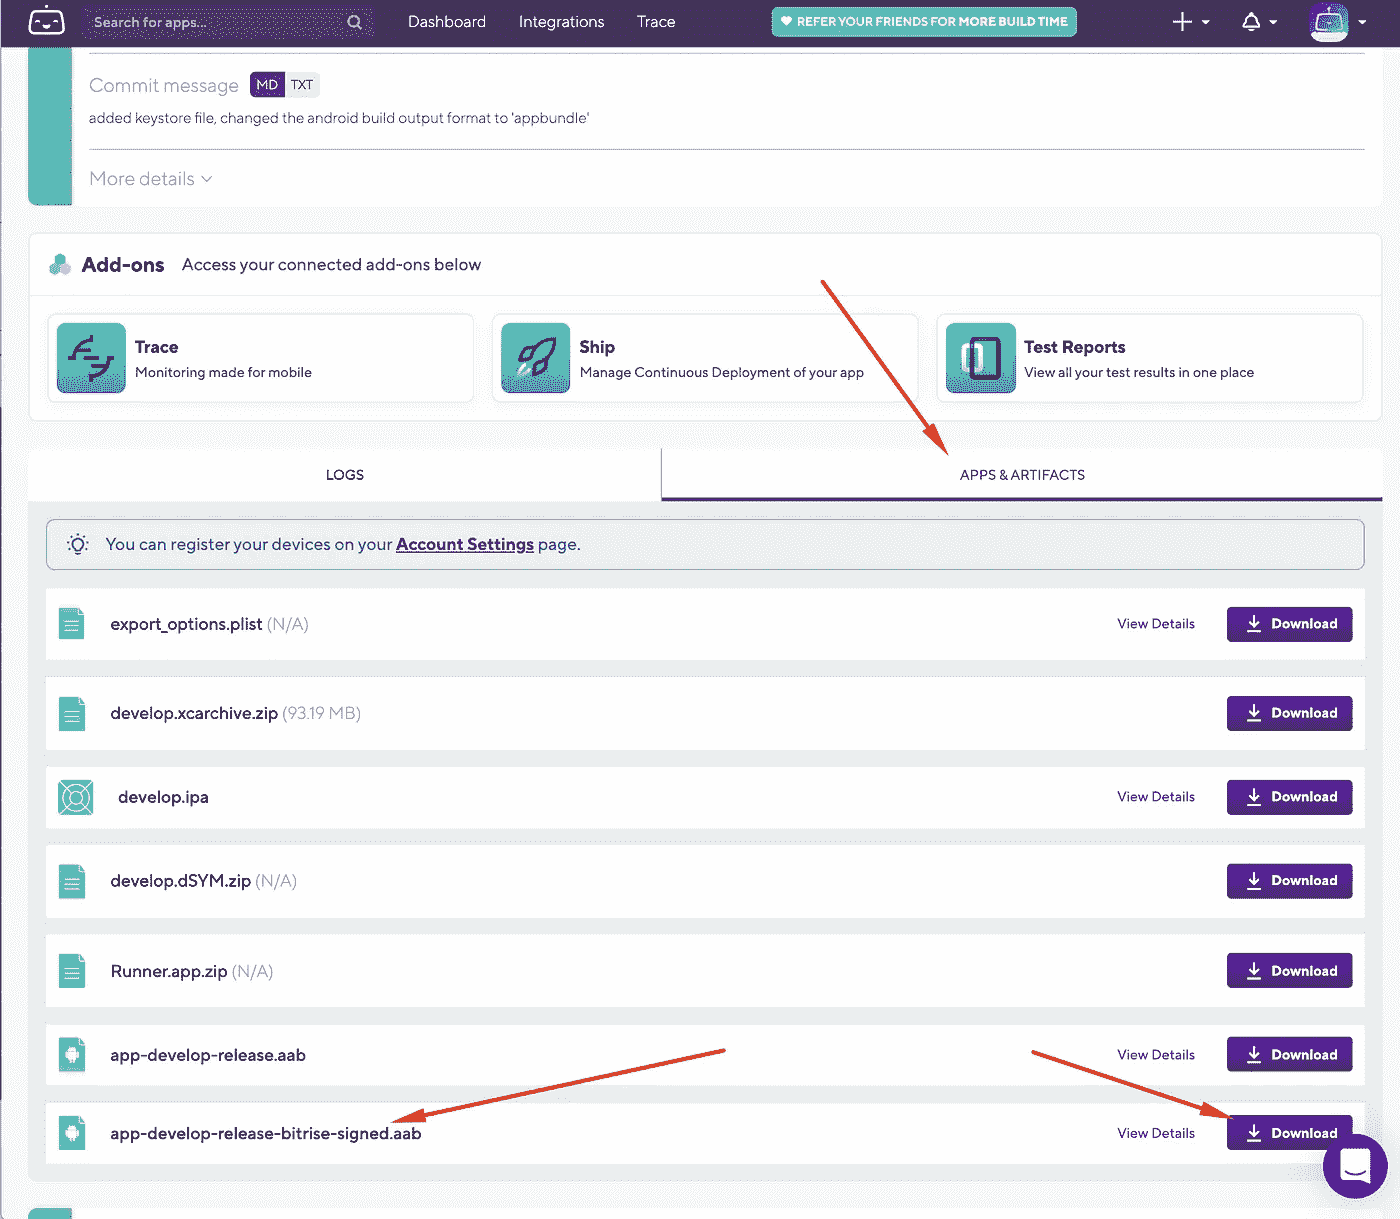 Search for apps...
Dashboard
Integrations
Trace
REFER YOUR FRIENDS FOR MORE BUILD TIME
Commit message
MD
TXT
added keystore file, changed the android build output format to 'appbundle'
More details
Add-ons
Access your connected add-ons below
Trace
Monitoring made for mobile
Ship
Manage Continuous Deployment of your app
Test Reports
View all your test results in one place
LOGS
APPS & ARTIFACTS
You can register your devices on your Account Settings page.
export_options.plist (N/A)
View Details
Download
develop.xcarchive.zip (93.19 MB)
Download
develop.ipa
View Details
Download
develop.dSYM.zip (N/A)
Download
Runner.app.zip (N/A)
Download
app-develop-release.aab
View Details
Download
app-develop-release-bitrise-signed.aab
View Details
Download